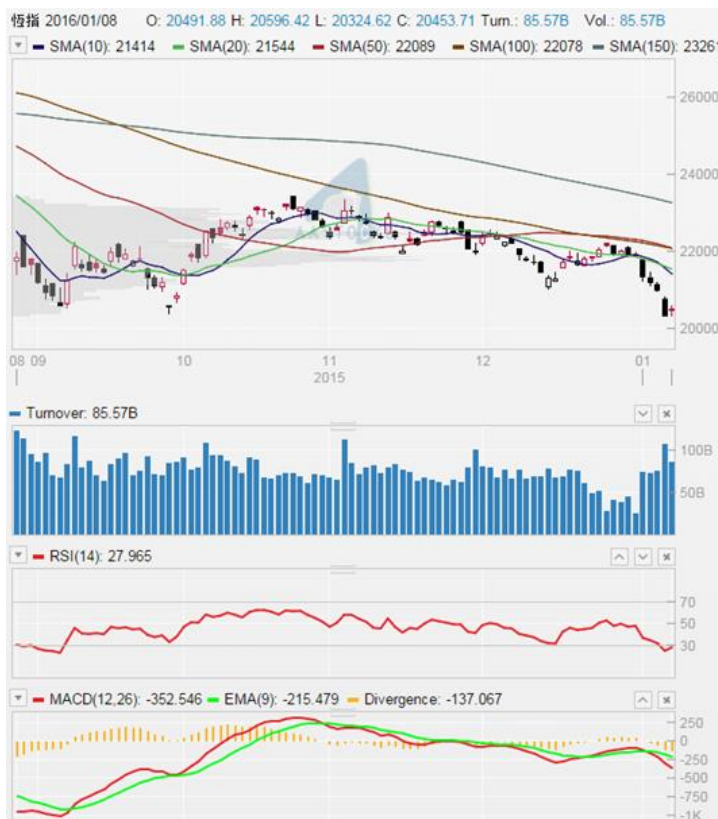 恆指 2016/01/08 O: 20491.88 H: 20596.42 L: 20324.62 C: 20453.71 Turn.: 85.57B Vol.: 85.57B
SMA(10): 21414 SMA(20): 21544 SMA(50): 22089 SMA(100): 22078 SMA(150): 23261
26000
24000
22000
20000
08 09 10 11 12 01
2015
Turnover: 85.57B
100B
50B
RSI(14): 27.965
70
50
30
MACD(12,26): -352.546 EMA(9): -215.479 Divergence: -137.067
250
0
-250
-500
-750
-1K